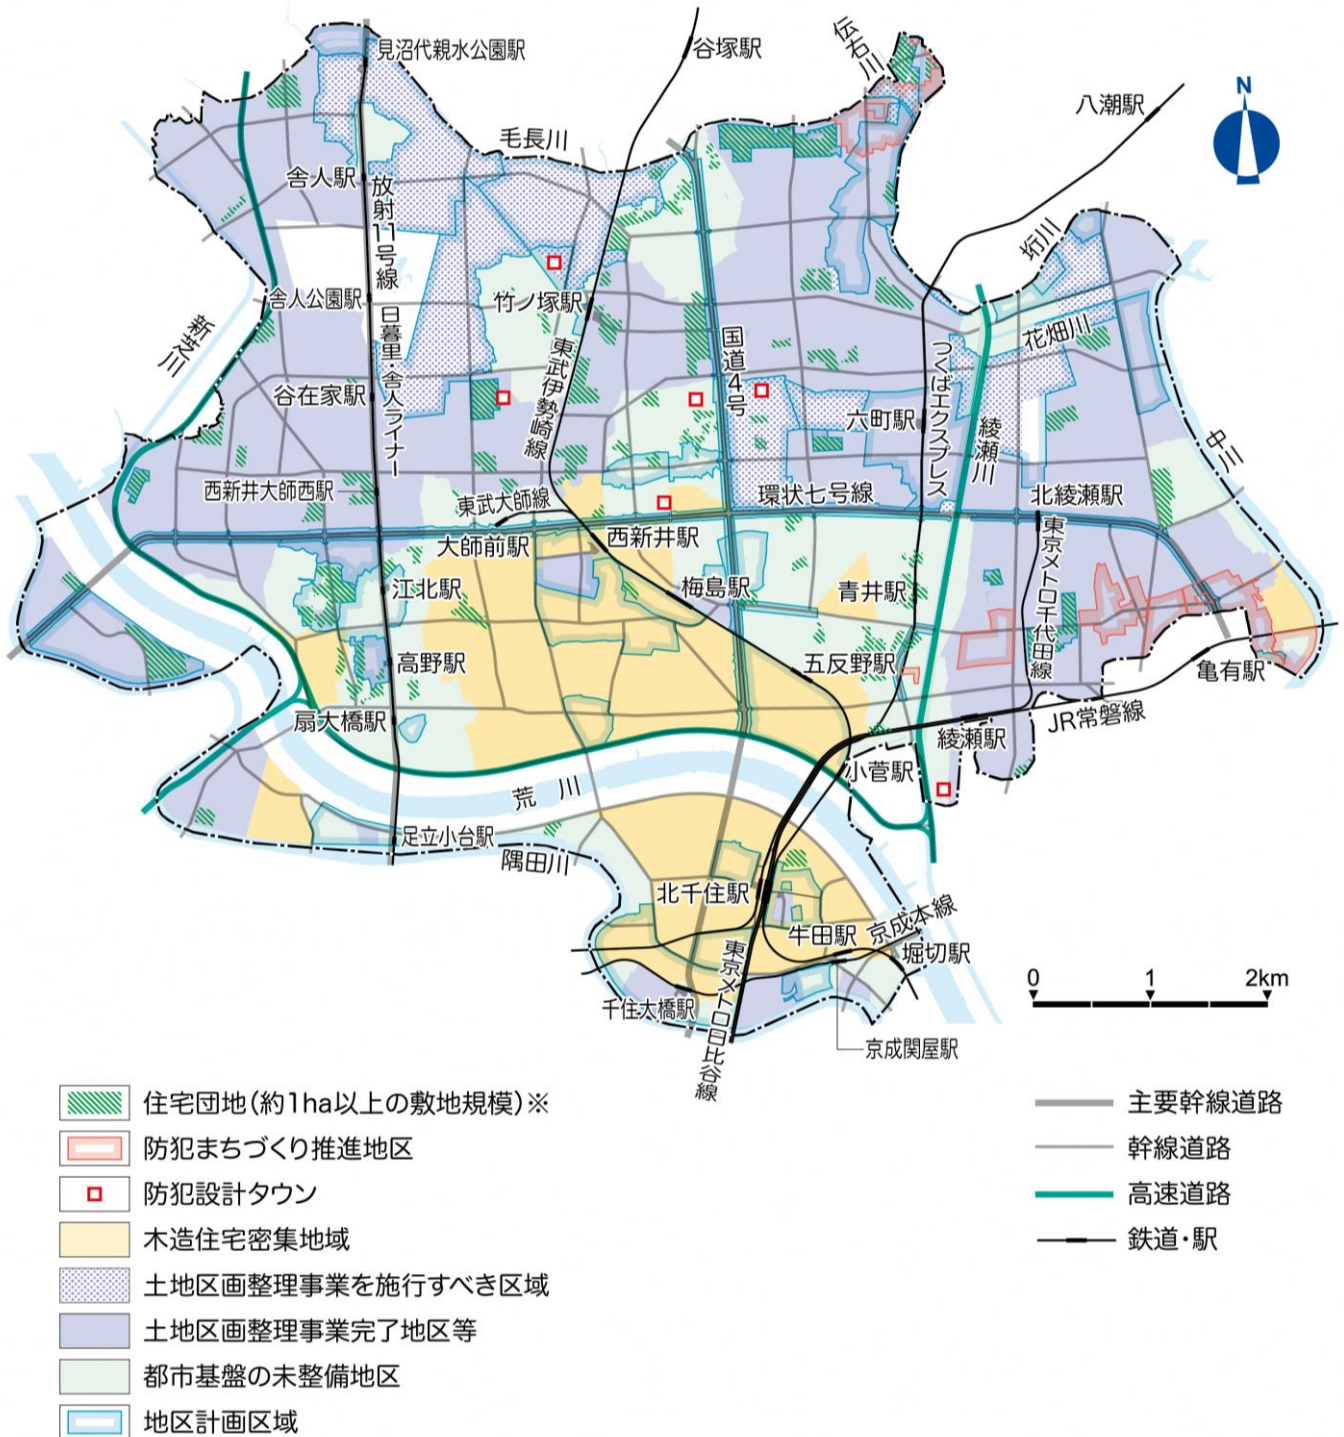 見沼代親水公園駅
谷塚駅
伝右川
N
八潮駅
毛長川
舎人駅
放射11号線
日暮里・舎人ライナー
垳川
舎人公園駅
竹ノ塚駅
新芝川
東武伊勢崎線
国道4号
つくばエクスプレス
花畑川
谷在家駅
六町駅
綾瀬川
中川
西新井大師西駅
東武大師線
環状七号線
北綾瀬駅
大師前駅
西新井駅
東京メトロ千代田線
江北駅
梅島駅
青井駅
高野駅
五反野駅
亀有駅
扇大橋駅
綾瀬駅
JR常磐線
小菅駅
荒川
足立小台駅
隅田川
北千住駅
牛田駅
京成本線
堀切駅
東京メトロ日比谷線
千住大橋駅
京成関屋駅
0 1 2km
住宅団地(約1ha以上の敷地規模)※
防犯まちづくり推進地区
防犯設計タウン
木造住宅密集地域
土地区画整理事業を施行すべき区域
土地区画整理事業完了地区等
都市基盤の未整備地区
地区計画区域
主要幹線道路
幹線道路
高速道路
鉄道・駅